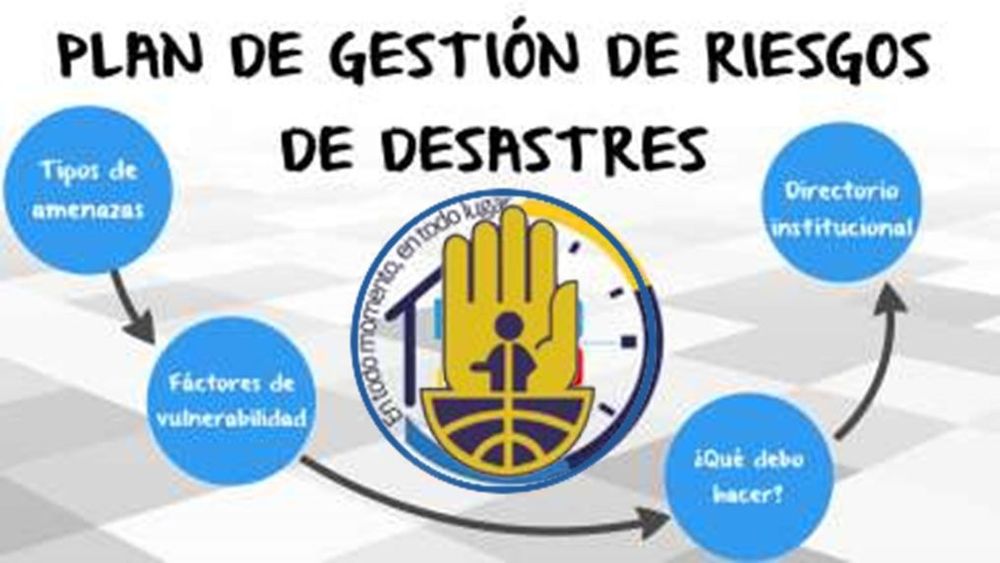 PLAN DE GESTIÓN DE RIESGOS
DE DESASTRES
Tipos de
amenazas
Fáctores de
vulnerabilidad
En todo momento, en todo lugar
¿Qué debo
hacer?
Directorio
institucional